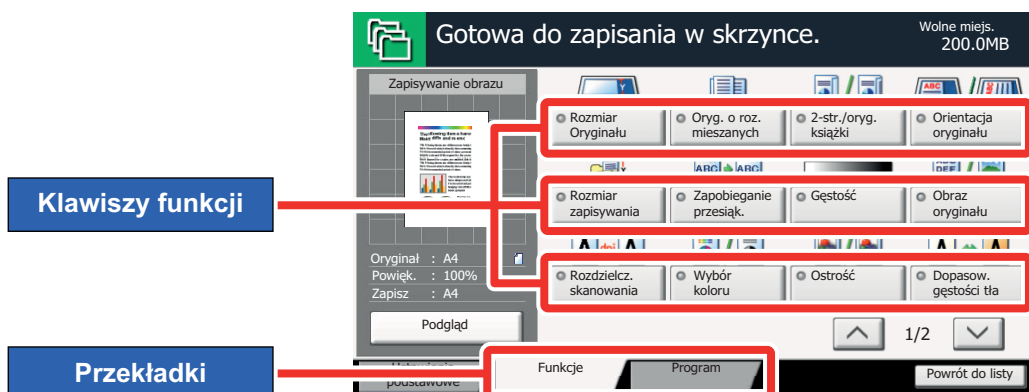 Gotowa do zapisania w skrzynce.
Wolne miejs.
200.0MB
Zapisywanie obrazu
Rozmiar
Oryginału
Oryg. o roz.
mieszanych
2-str./oryg.
książki
Orientacja
oryginału
Klawiszy funkcji
Rozmiar
zapisywania
Zapobieganie
przesiąk.
Gęstość
Obraz
oryginału
Oryginał : A4
Powięk. : 100%
Zapisz : A4
Rozdzielcz.
skanowania
Wybór
koloru
Ostrość
Dopasow.
gęstości tła
Podgląd
1/2
Przekładki
Ustawienia
podstawowe
Funkcje
Program
Powrót do listy